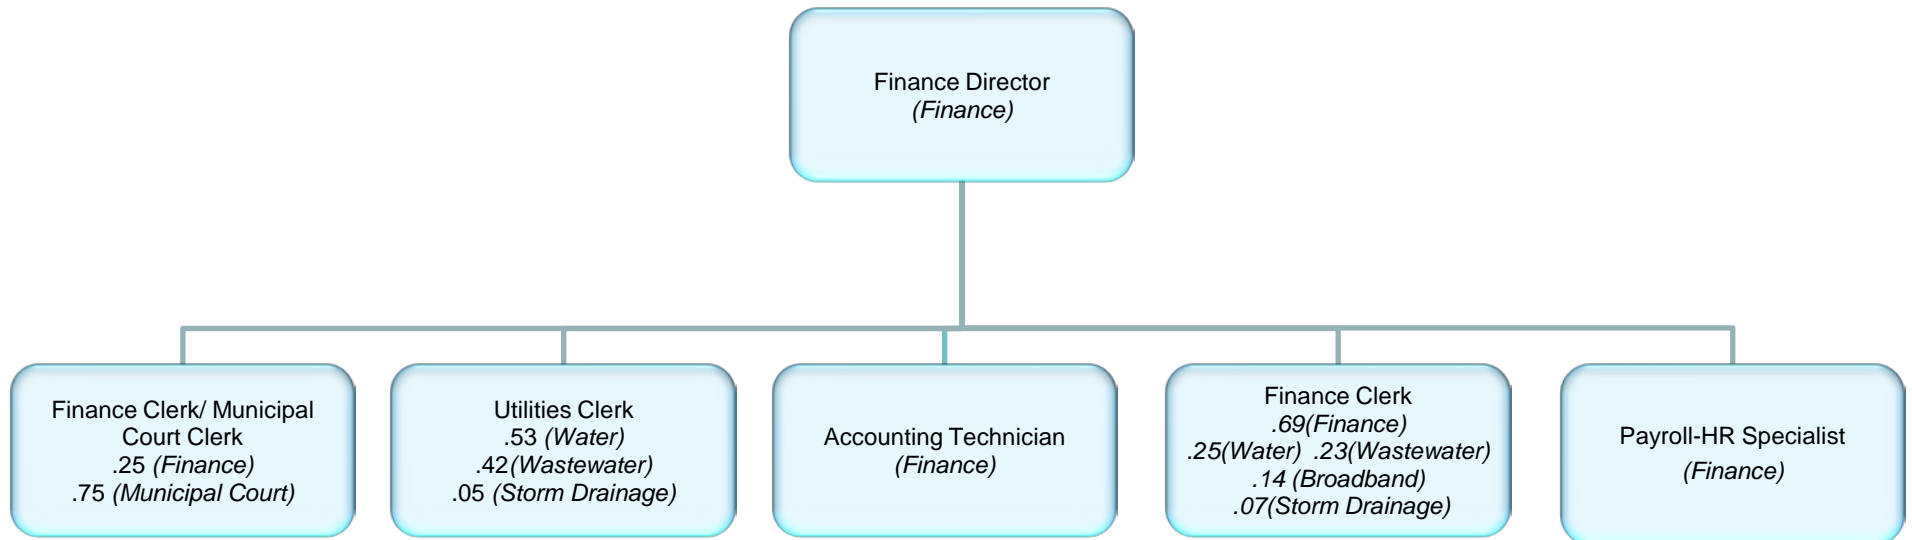 Finance Director
(Finance)
Finance Clerk/ Municipal
Court Clerk
.25 (Finance)
.75 (Municipal Court)
Utilities Clerk
.53 (Water)
.42(Wastewater)
.05 (Storm Drainage)
Accounting Technician
(Finance)
Finance Clerk
.69(Finance)
.25(Water) .23(Wastewater)
.14 (Broadband)
.07(Storm Drainage)
Payroll-HR Specialist
(Finance)